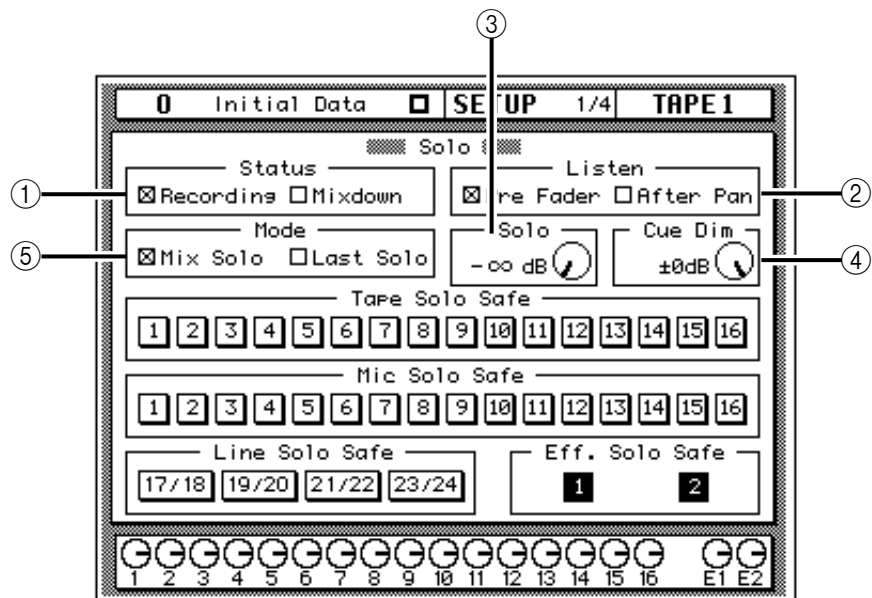 ③
0 Initial Data SETUP 1/4 TAPE1
Solo
Status Listen
① Recording Mixdown Pre Fader After Pan ②
Mode Solo Cue Dim
⑤ Mix Solo Last Solo -∞ dB ±0dB ④
Tape Solo Safe
1 2 3 4 5 6 7 8 9 10 11 12 13 14 15 16
Mic Solo Safe
1 2 3 4 5 6 7 8 9 10 11 12 13 14 15 16
Line Solo Safe Eff. Solo Safe
17/18 19/20 21/22 23/24 1 2
1 2 3 4 5 6 7 8 9 10 11 12 13 14 15 16 E1 E2